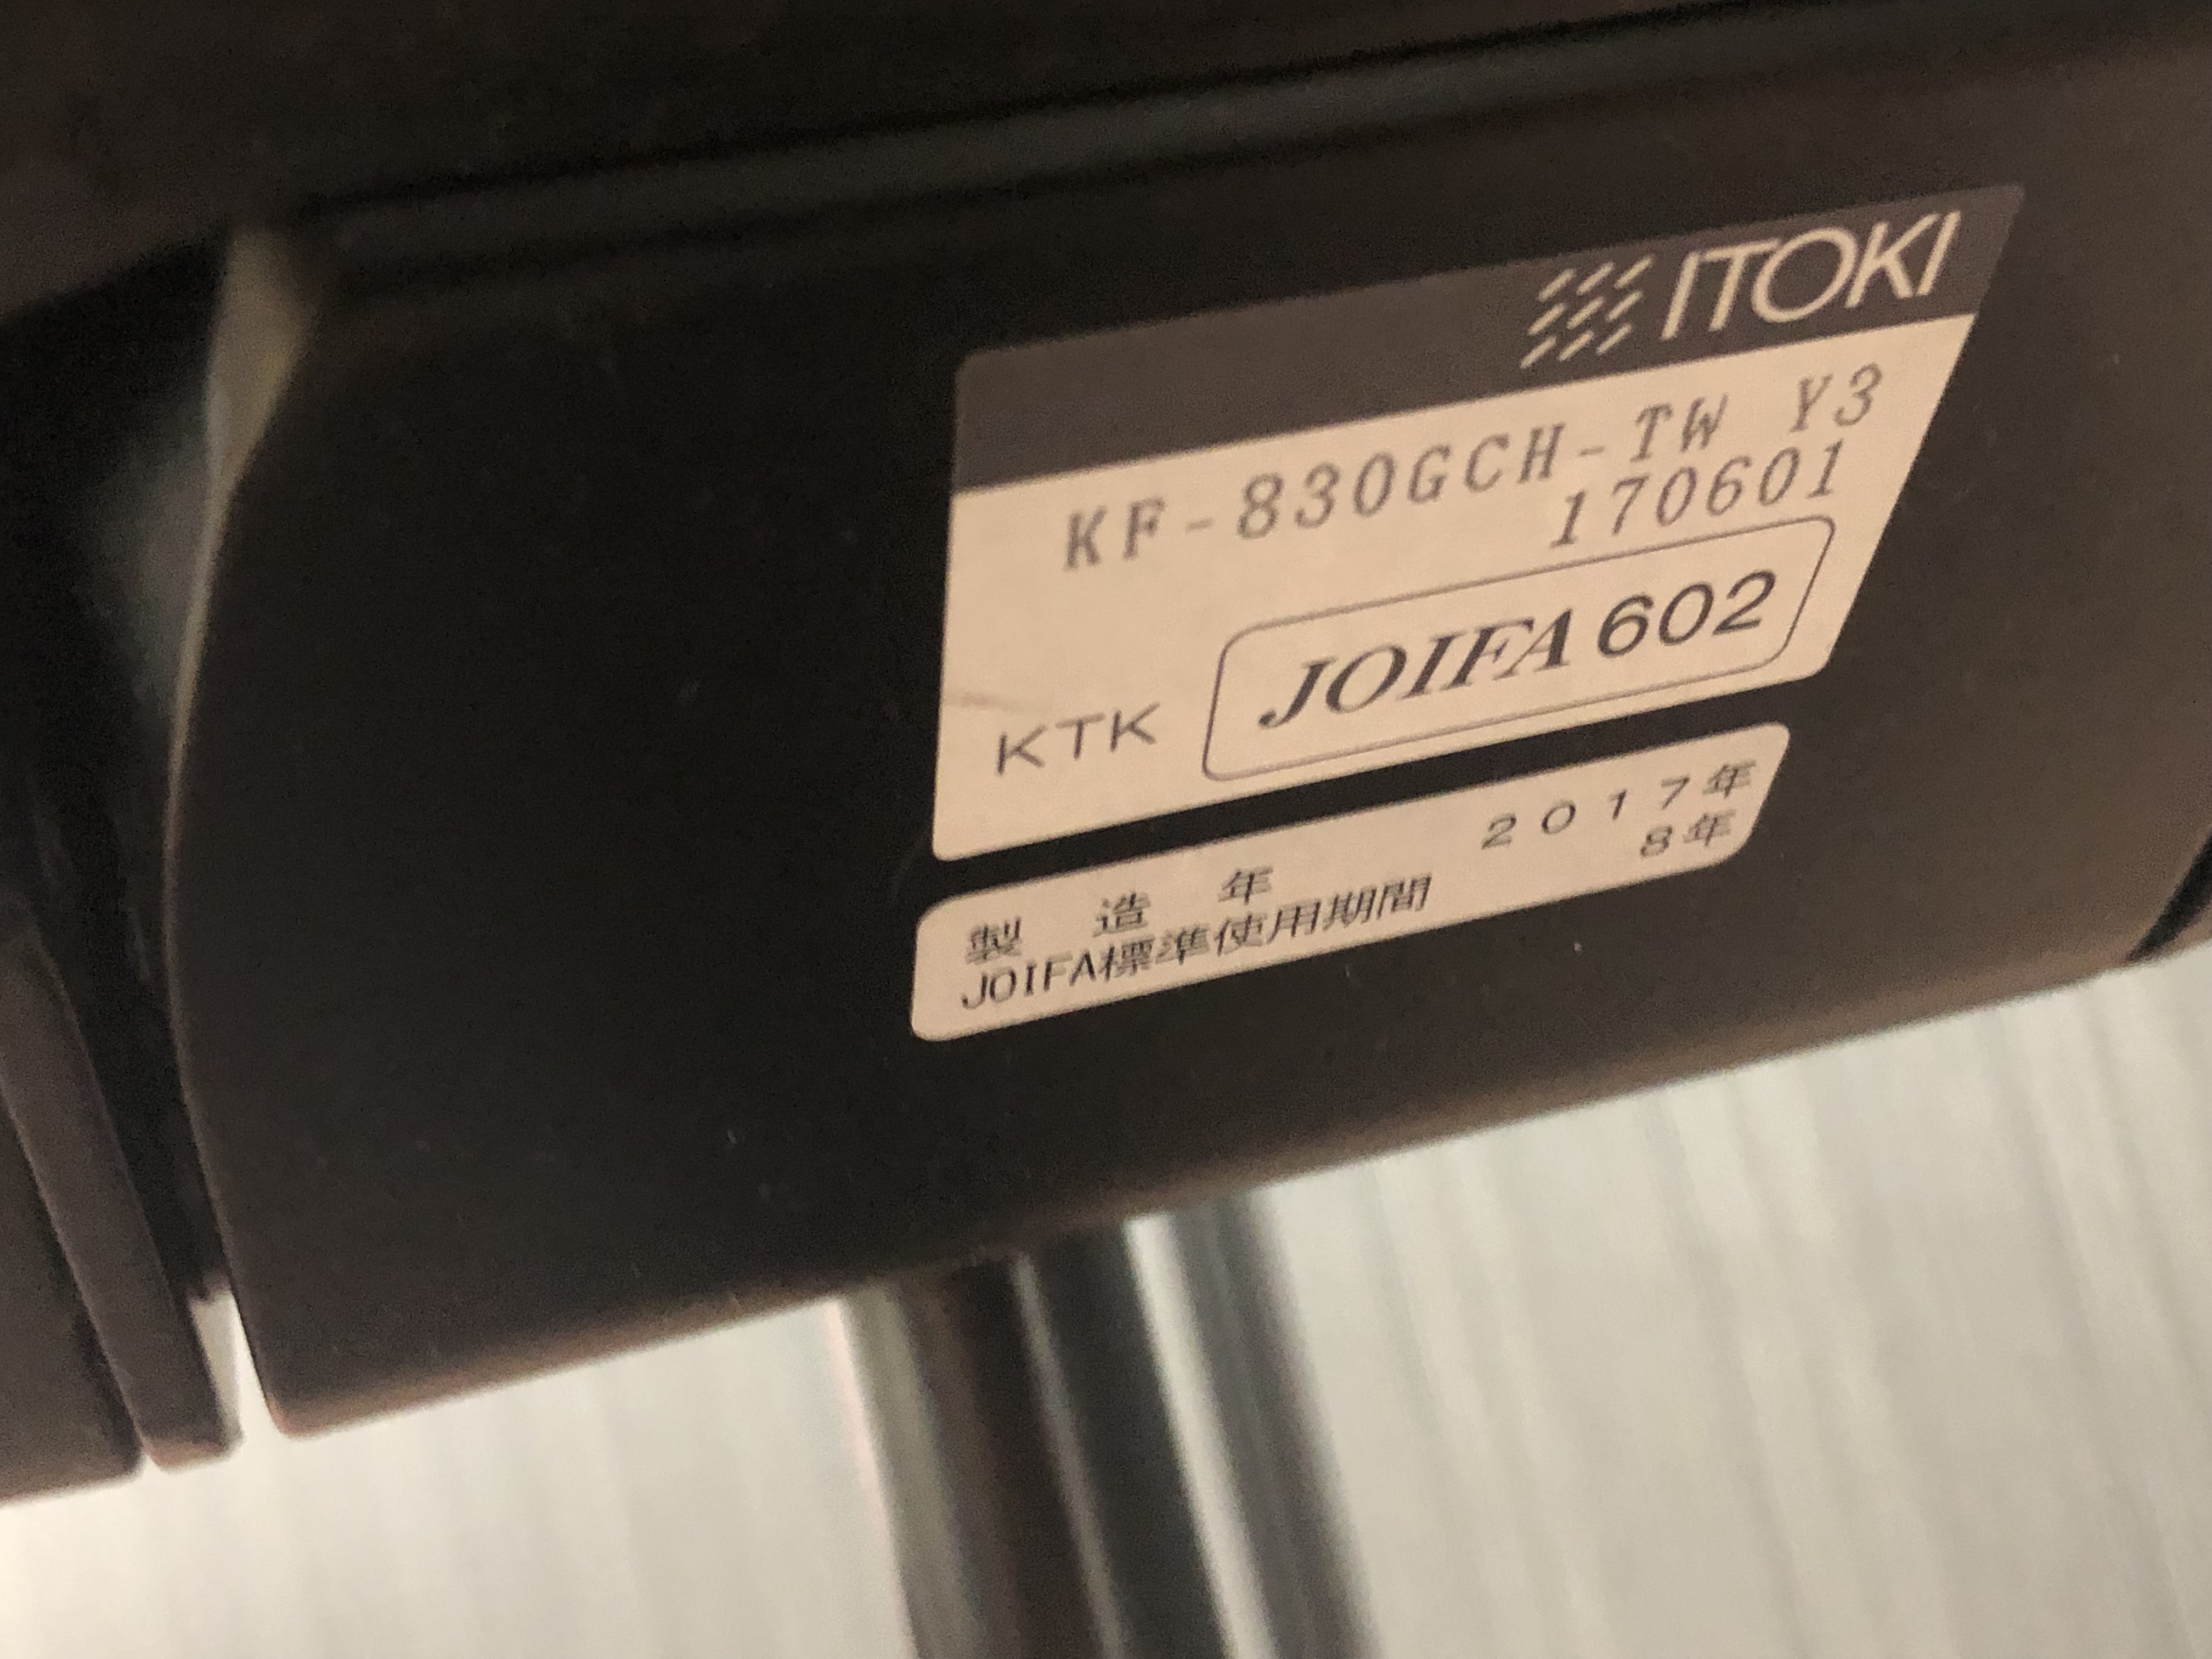 ITOKI
KF-830GCH-TW Y3
170601
KTK JOIFA 602
製造年 2017年
JOIFA標準使用期間 8年